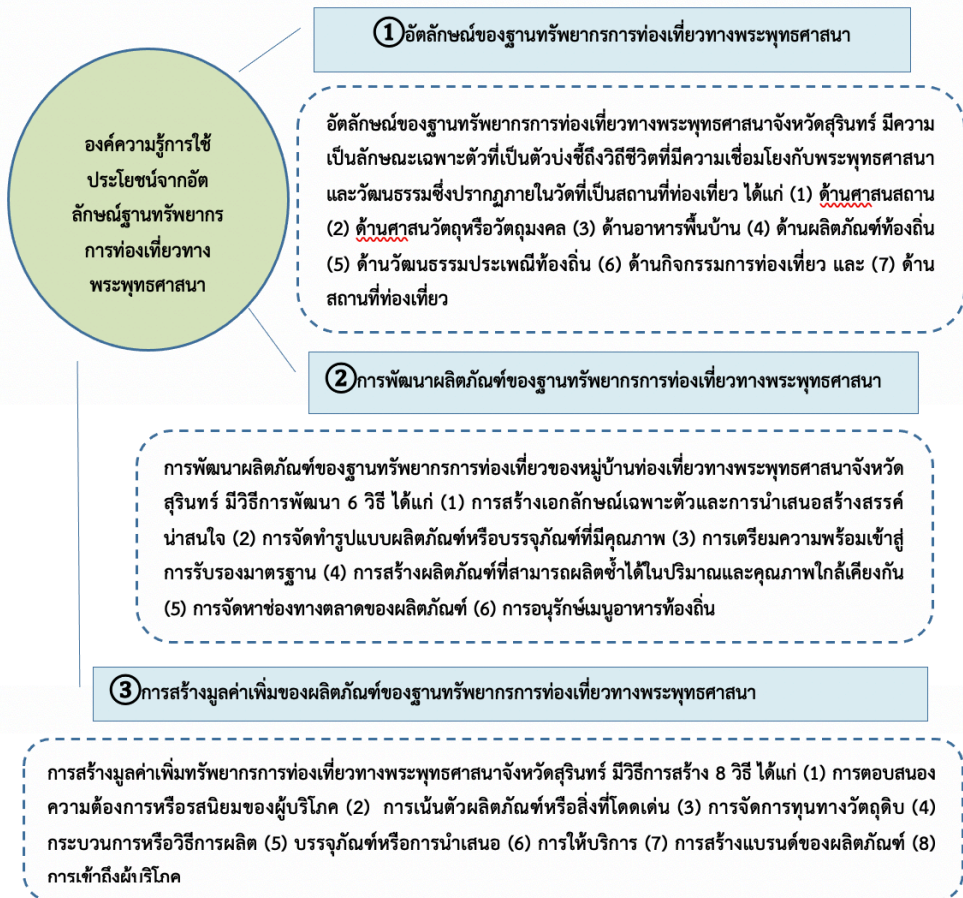 องค์ความรู้การใช้
ประโยชน์จากอัต
ลักษณ์ฐานทรัพยากร
การท่องเที่ยวทาง
พระพุทธศาสนา
①อัตลักษณ์ของฐานทรัพยากรการท่องเที่ยวทางพระพุทธศาสนา
อัตลักษณ์ของฐานทรัพยากรการท่องเที่ยวทางพระพุทธศาสนาจังหวัดสุรินทร์ มีความ
เป็นลักษณะเฉพาะตัวที่เป็นตัวบ่งชี้ถึงวิถีชีวิตที่มีความเชื่อมโยงกับพระพุทธศาสนา
และวัฒนธรรมซึ่งปรากฏภายในวัดที่เป็นสถานที่ท่องเที่ยว ได้แก่ (1) ด้านศาสนสถาน
(2) ด้านศาสนวัตถุหรือวัตถุมงคล (3) ด้านอาหารพื้นบ้าน (4) ด้านผลิตภัณฑ์ท้องถิ่น
(5) ด้านวัฒนธรรมประเพณีท้องถิ่น (6) ด้านกิจกรรมการท่องเที่ยว และ (7) ด้าน
สถานที่ท่องเที่ยว
②การพัฒนาผลิตภัณฑ์ของฐานทรัพยากรการท่องเที่ยวทางพระพุทธศาสนา
การพัฒนาผลิตภัณฑ์ของฐานทรัพยากรการท่องเที่ยวของหมู่บ้านท่องเที่ยวทางพระพุทธศาสนาจังหวัด
สุรินทร์ มีวิธีการพัฒนา 6 วิธี ได้แก่ (1) การสร้างเอกลักษณ์เฉพาะตัวและการนำเสนอสร้างสรรค์
น่าสนใจ (2) การจัดทำรูปแบบผลิตภัณฑ์หรือบรรจุภัณฑ์ที่มีคุณภาพ (3) การเตรียมความพร้อมเข้าสู่
การรับรองมาตรฐาน (4) การสร้างผลิตภัณฑ์ที่สามารถผลิตซ้ำได้ในปริมาณและคุณภาพใกล้เคียงกัน
(5) การจัดหาช่องทางตลาดของผลิตภัณฑ์ (6) การอนุรักษ์เมนูอาหารท้องถิ่น
③การสร้างมูลค่าเพิ่มของผลิตภัณฑ์ของฐานทรัพยากรการท่องเที่ยวทางพระพุทธศาสนา
การสร้างมูลค่าเพิ่มทรัพยากรการท่องเที่ยวทางพระพุทธศาสนาจังหวัดสุรินทร์ มีวิธีการสร้าง 8 วิธี ได้แก่ (1) การตอบสนอง
ความต้องการหรือรสนิยมของผู้บริโภค (2) การเน้นตัวผลิตภัณฑ์หรือสิ่งที่โดดเด่น (3) การจัดการทุนทางวัตถุดิบ (4)
กระบวนการหรือวิธีการผลิต (5) บรรจุภัณฑ์หรือการนำเสนอ (6) การให้บริการ (7) การสร้างแบรนด์ของผลิตภัณฑ์ (8)
การเข้าถึงผู้บริโภค